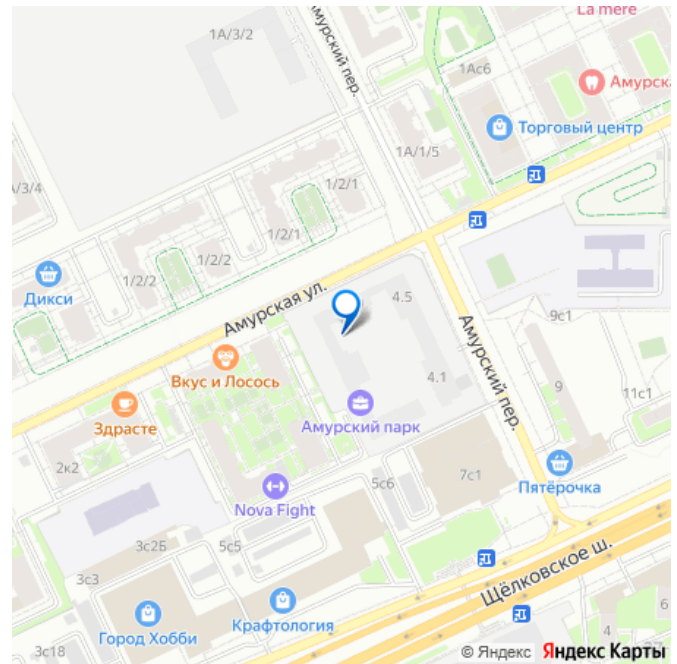 La mere
1А/3/2
Амурский пер.
1Ас6
Амурска
Торговый центр
1А/1/5
1/3/4
1/2/1
1/2/1
1/2/2
1/2/2
Дикси
Амурская ул.
4.5
9с1
Амурский пер.
Вкус и Лосось
4.1
9
11с1
Здрасте
Амурский парк
2к2
5с6
7с1
Пятёрочка
Nova Fight
3с2Б
5с5
3с3
Щёлковское ш.
Город Хобби
Крафтология
6
4
3с18
27
© Яндекс Яндекс Карты